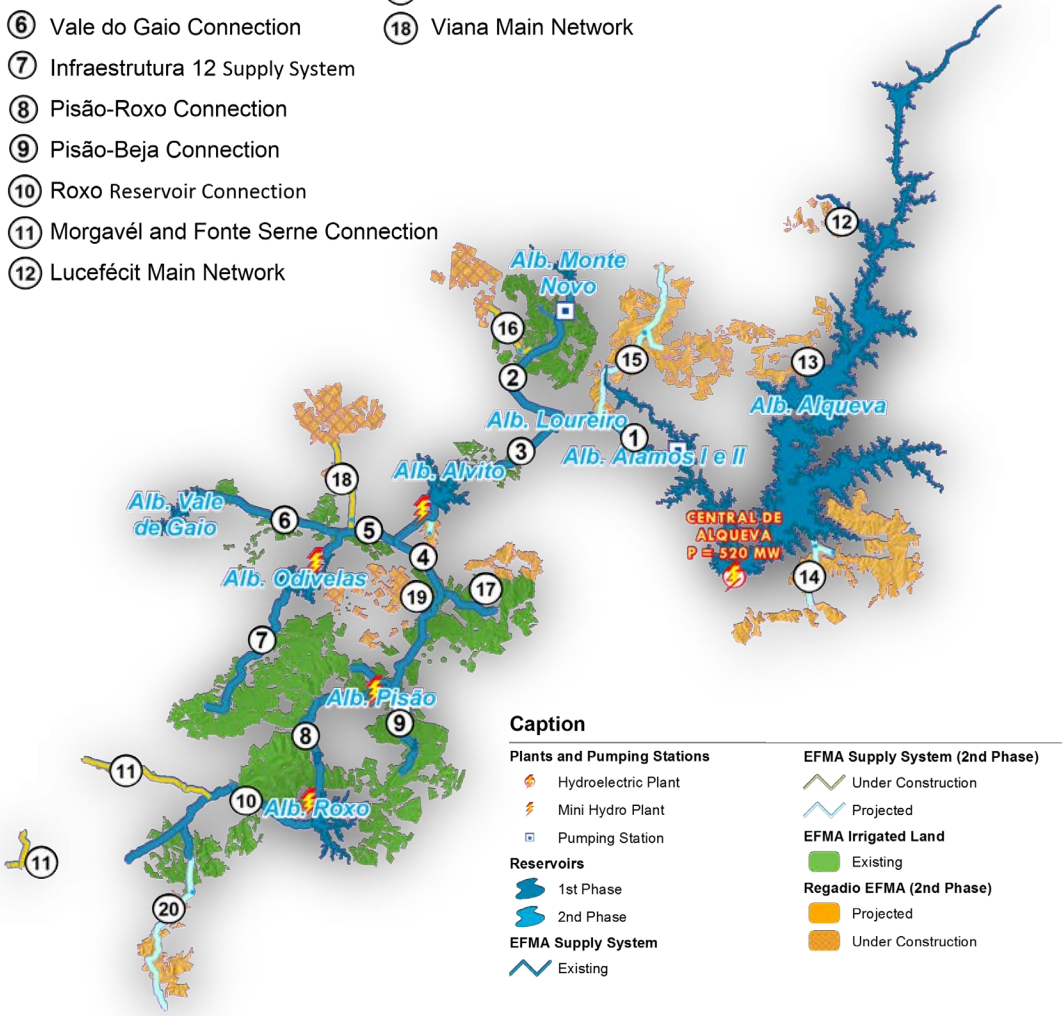 6 Vale do Gaio Connection
7 Infraestrutura 12 Supply System
8 Pisão-Roxo Connection
9 Pisão-Beja Connection
10 Roxo Reservoir Connection
11 Morgavél and Fonte Serne Connection
12 Lucefécit Main Network
18 Viana Main Network
12
Alb. Monte
Novo
16
15
13
2
Alb. Alqueva
Alb. Loureiro
1
3
Alb. Álamos I e II
Alb. Alvito
18
Alb. Vale
de Gaio
6
5
CENTRAL DE
ALQUEVA
P = 520 MW
4
Alb. Odivelas
14
17
19
7
Alb. Pisão
9
8
11
10
Alb. Roxo
11
20
Caption
Plants and Pumping Stations
Hydroelectric Plant
Mini Hydro Plant
Pumping Station
Reservoirs
1st Phase
2nd Phase
EFMA Supply System
Existing
EFMA Supply System (2nd Phase)
Under Construction
Projected
EFMA Irrigated Land
Existing
Regadio EFMA (2nd Phase)
Projected
Under Construction